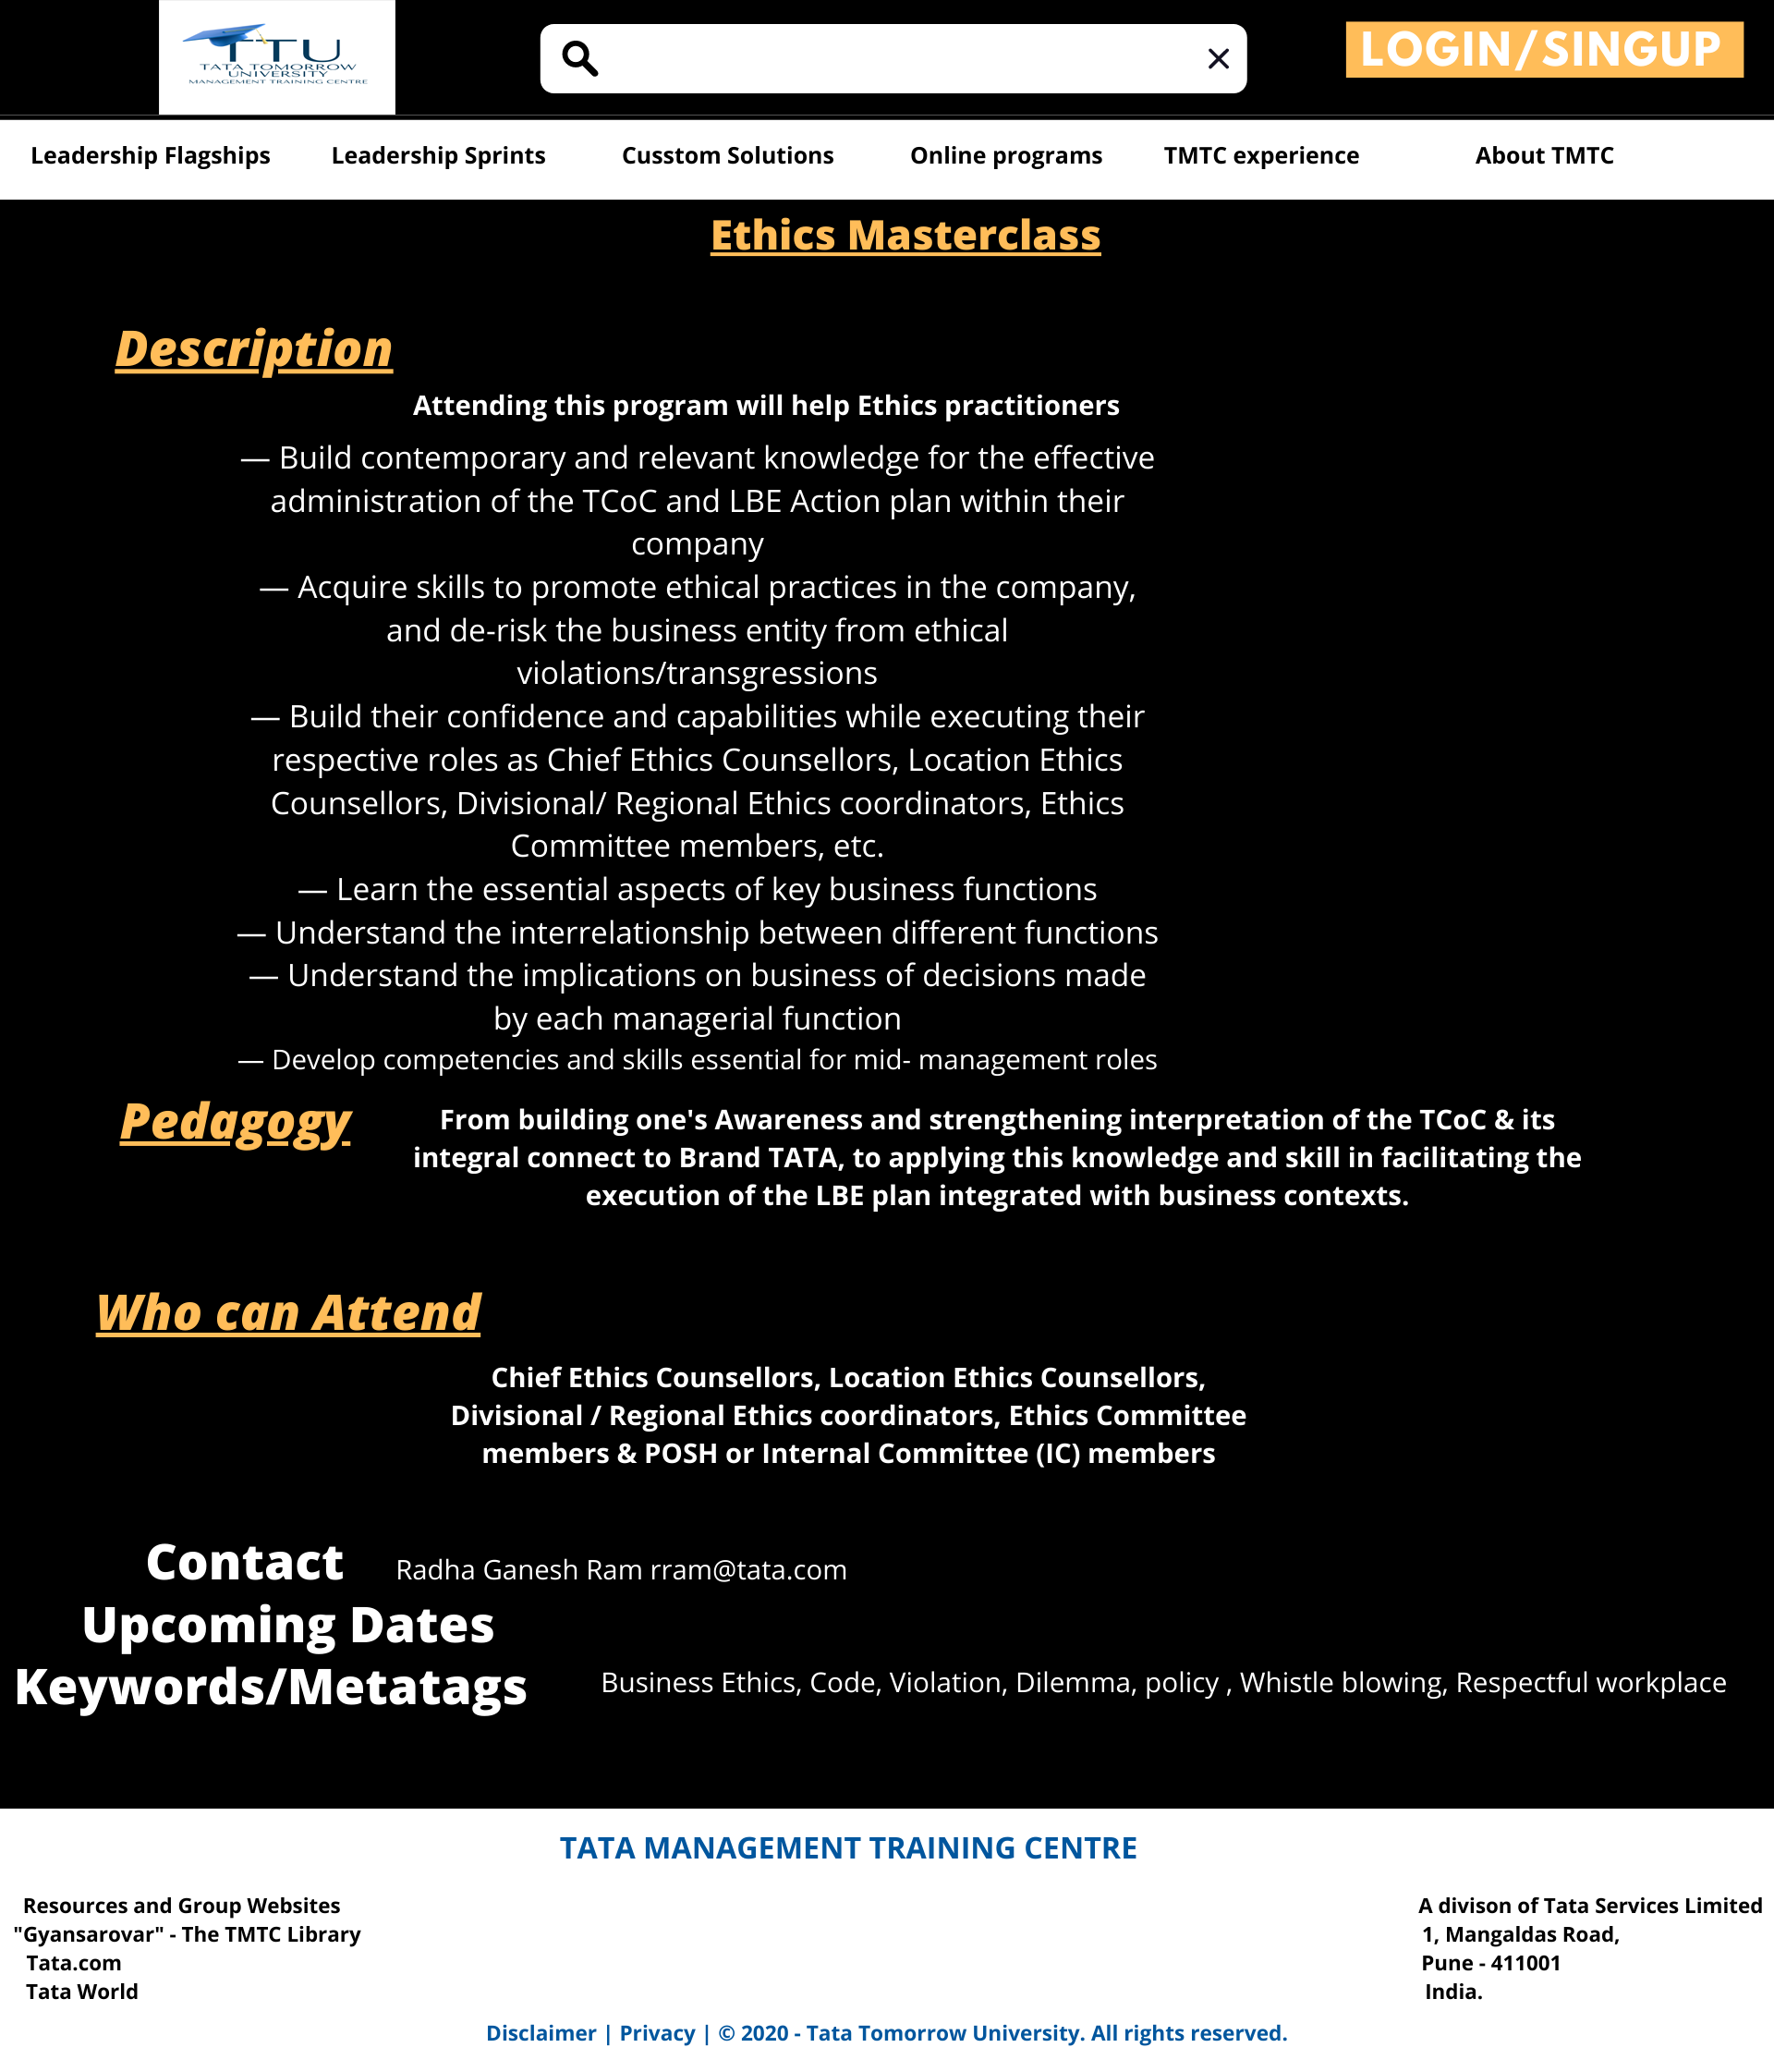 TTU
TATA TOMORROW
UNIVERSITY
MANAGEMENT TRAINING CENTRE
LOGIN/SINGUP
Leadership Flagships Leadership Sprints Cusstom Solutions Online programs TMTC experience About TMTC
Ethics Masterclass
Description
Attending this program will help Ethics practitioners
— Build contemporary and relevant knowledge for the effective
administration of the TCoC and LBE Action plan within their
company
— Acquire skills to promote ethical practices in the company,
and de-risk the business entity from ethical
violations/transgressions
— Build their confidence and capabilities while executing their
respective roles as Chief Ethics Counsellors, Location Ethics
Counsellors, Divisional/ Regional Ethics coordinators, Ethics
Committee members, etc.
— Learn the essential aspects of key business functions
— Understand the interrelationship between different functions
— Understand the implications on business of decisions made
by each managerial function
— Develop competencies and skills essential for mid- management roles
Pedagogy
From building one's Awareness and strengthening interpretation of the TCoC & its
integral connect to Brand TATA, to applying this knowledge and skill in facilitating the
execution of the LBE plan integrated with business contexts.
Who can Attend
Chief Ethics Counsellors, Location Ethics Counsellors,
Divisional / Regional Ethics coordinators, Ethics Committee
members & POSH or Internal Committee (IC) members
Contact Radha Ganesh Ram rram@tata.com
Upcoming Dates
Keywords/Metatags Business Ethics, Code, Violation, Dilemma, policy , Whistle blowing, Respectful workplace
TATA MANAGEMENT TRAINING CENTRE
Resources and Group Websites
"Gyansarovar" - The TMTC Library
Tata.com
Tata World
A divison of Tata Services Limited
1, Mangaldas Road,
Pune - 411001
India.
Disclaimer | Privacy | © 2020 - Tata Tomorrow University. All rights reserved.